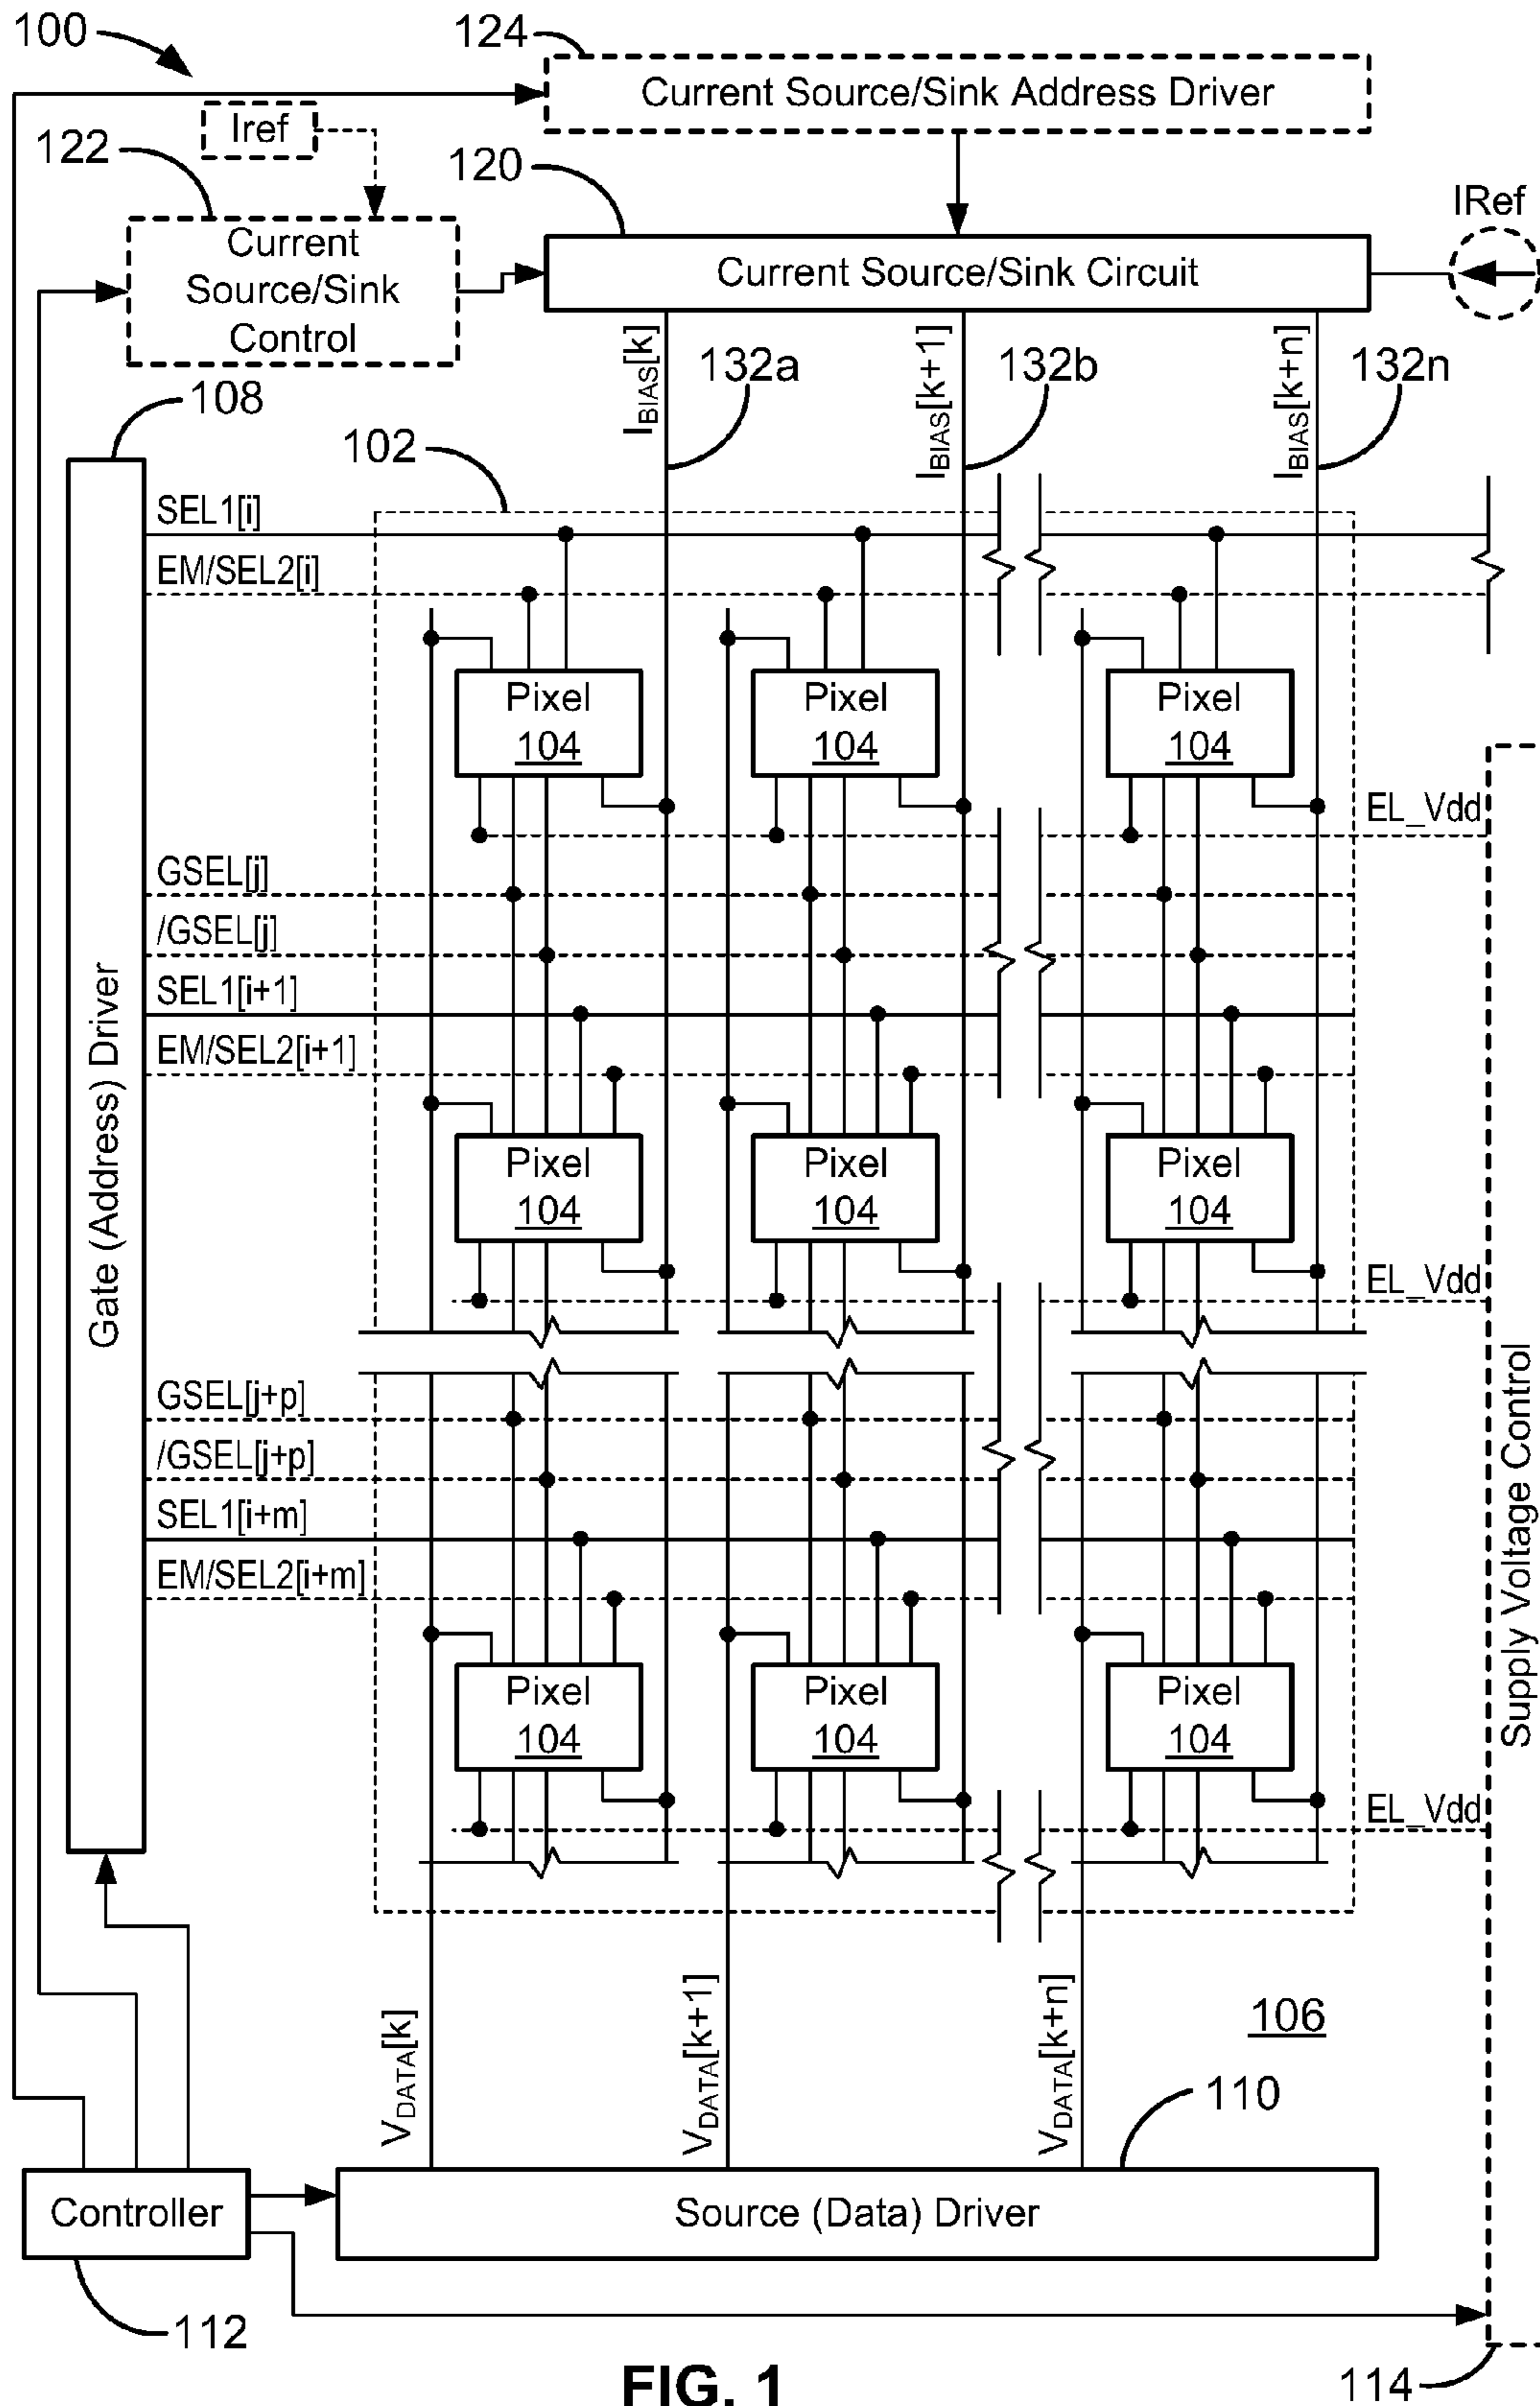 100
124
Current Source/Sink Address Driver
Iref
122
120
IRef
Current
Source/Sink
Control
Current Source/Sink Circuit
I_BIAS[k]
132a
I_BIAS[k+1]
132b
I_BIAS[k+n]
132n
108
102
SEL1[i]
EM/SEL2[i]
Pixel
104
Pixel
104
Pixel
104
EL_Vdd
GSEL[j]
/GSEL[j]
SEL1[i+1]
EM/SEL2[i+1]
Gate (Address) Driver
Pixel
104
Pixel
104
Pixel
104
EL_Vdd
Supply Voltage Control
GSEL[j+p]
/GSEL[j+p]
SEL1[i+m]
EM/SEL2[i+m]
Pixel
104
Pixel
104
Pixel
104
EL_Vdd
V_DATA[k]
V_DATA[k+1]
V_DATA[k+n]
106
110
Controller
Source (Data) Driver
112
114
FIG. 1